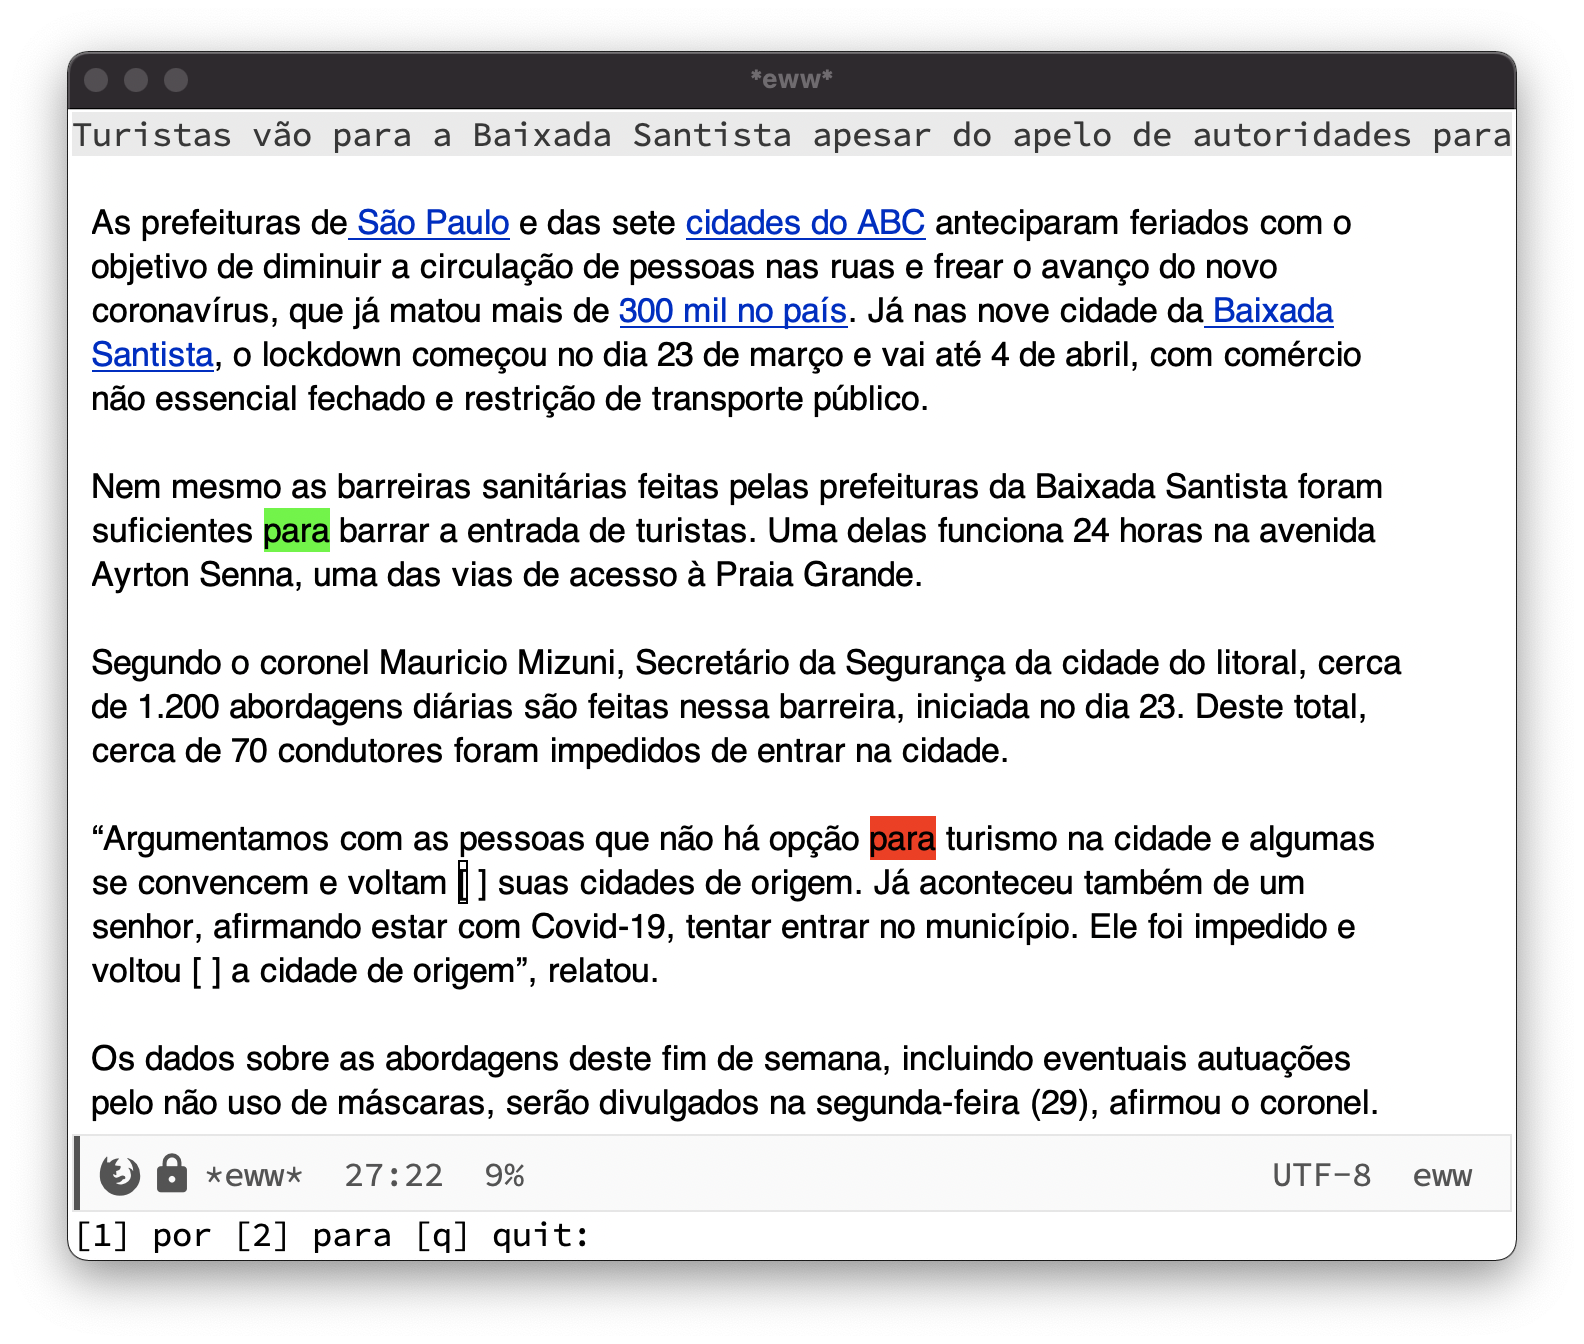 *eww*
Turistas vão para a Baixada Santista apesar do apelo de autoridades para
As prefeituras de São Paulo e das sete cidades do ABC anteciparam feriados com o
objetivo de diminuir a circulação de pessoas nas ruas e frear o avanço do novo
coronavírus, que já matou mais de 300 mil no país. Já nas nove cidade da Baixada
Santista, o lockdown começou no dia 23 de março e vai até 4 de abril, com comércio
não essencial fechado e restrição de transporte público.
Nem mesmo as barreiras sanitárias feitas pelas prefeituras da Baixada Santista foram
suficientes para barrar a entrada de turistas. Uma delas funciona 24 horas na avenida
Ayrton Senna, uma das vias de acesso à Praia Grande.
Segundo o coronel Mauricio Mizuni, Secretário da Segurança da cidade do litoral, cerca
de 1.200 abordagens diárias são feitas nessa barreira, iniciada no dia 23. Deste total,
cerca de 70 condutores foram impedidos de entrar na cidade.
“Argumentamos com as pessoas que não há opção para turismo na cidade e algumas
se convencem e voltam [ ] suas cidades de origem. Já aconteceu também de um
senhor, afirmando estar com Covid-19, tentar entrar no município. Ele foi impedido e
voltou [ ] a cidade de origem”, relatou.
Os dados sobre as abordagens deste fim de semana, incluindo eventuais autuações
pelo não uso de máscaras, serão divulgados na segunda-feira (29), afirmou o coronel.
*eww* 27:22 9% UTF-8 eww
[1] por [2] para [q] quit: